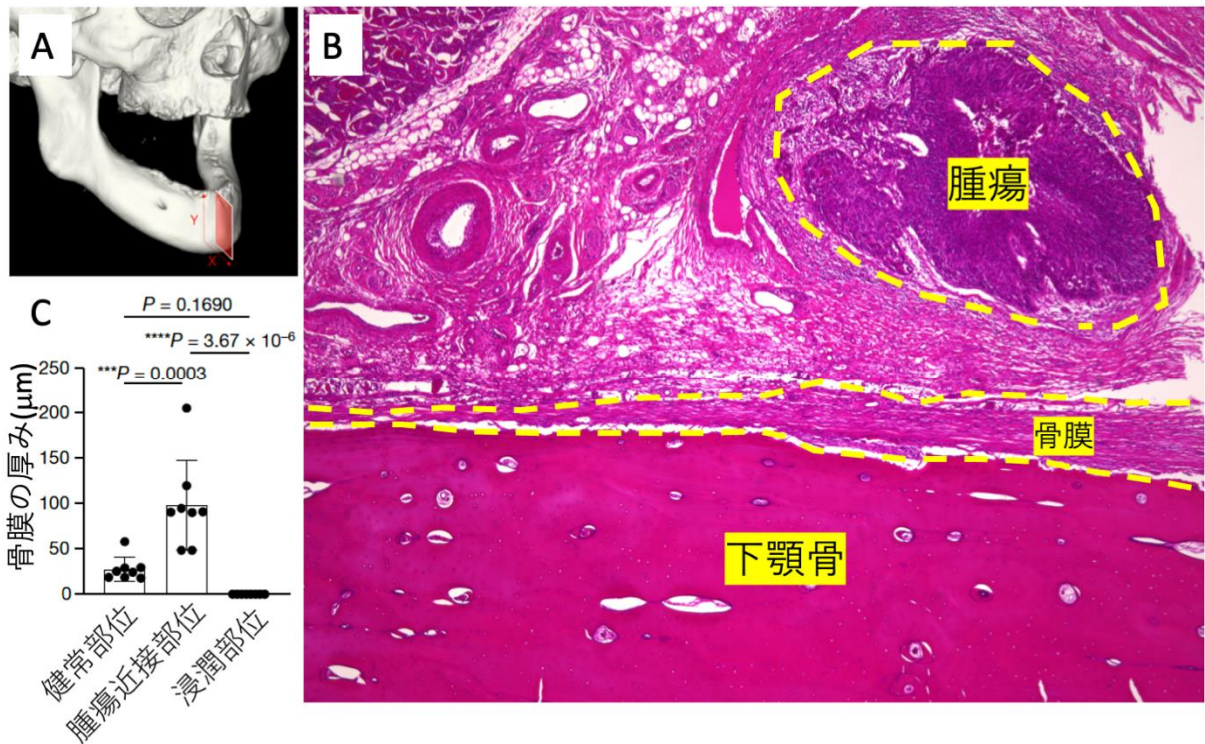 A
Y
X
B
腫瘍
骨膜
下顎骨
C
P = 0.1690
****P = 3.67 × 10⁻⁶
***P = 0.0003
骨膜の厚み(μm)
250
200
150
100
50
0
健常部位
腫瘍近接部位
浸潤部位